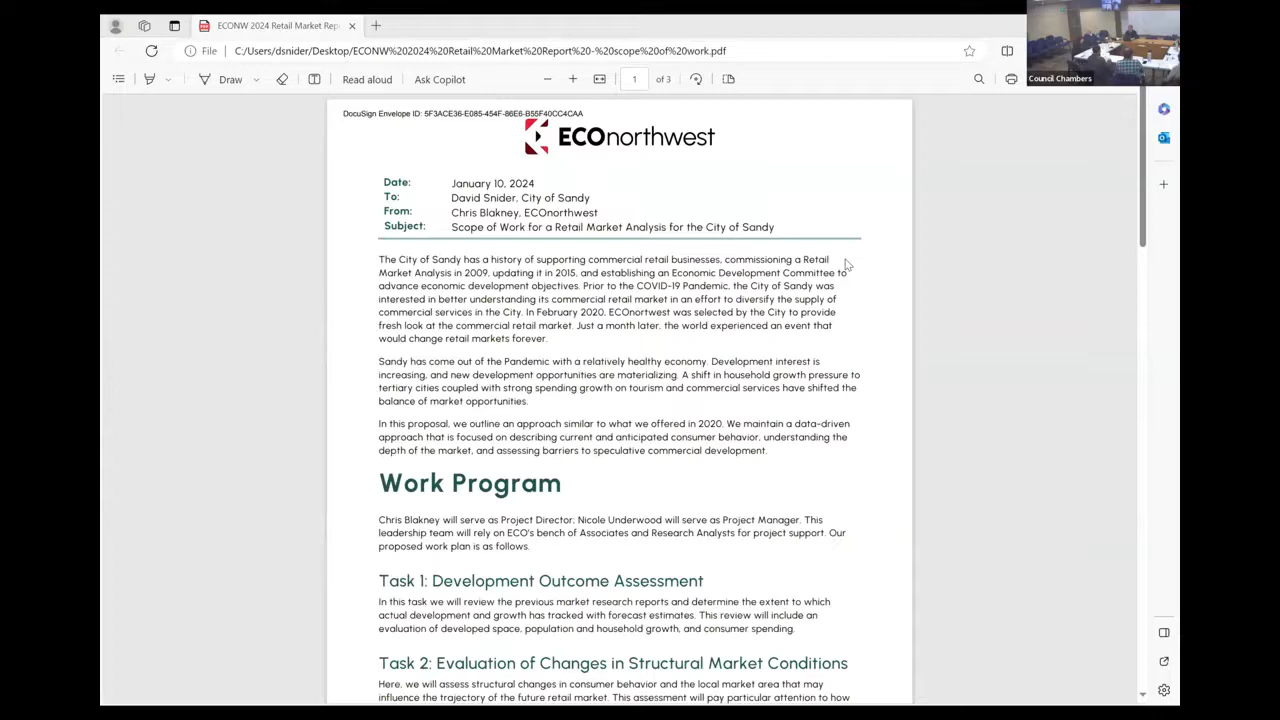 ECONW 2024 Retail Market Rep
File
C:/Users/dsnider/Desktop/ECONW%202024%20Retail%20Market%20Report%20-%20scope%20of%20work.pdf
Draw
Read aloud
Ask Copilot
1
of 3
Council Chambers
DocuSign Envelope ID: 5F3ACE36-E085-454F-86E6-B55F40CC4CAA
ECOnorthwest
Date: January 10, 2024
To: David Snider, City of Sandy
From: Chris Blakney, ECOnorthwest
Subject: Scope of Work for a Retail Market Analysis for the City of Sandy
The City of Sandy has a history of supporting commercial retail businesses, commissioning a Retail
Market Analysis in 2009, updating it in 2015, and establishing an Economic Development Committee to
advance economic development objectives. Prior to the COVID-19 Pandemic, the City of Sandy was
interested in better understanding its commercial retail market in an effort to diversify the supply of
commercial services in the City. In February 2020, ECOnortwest was selected by the City to provide
fresh look at the commercial retail market. Just a month later, the world experienced an event that
would change retail markets forever.
Sandy has come out of the Pandemic with a relatively healthy economy. Development interest is
increasing, and new development opportunities are materializing. A shift in household growth pressure to
tertiary cities coupled with strong spending growth on tourism and commercial services have shifted the
balance of market opportunities.
In this proposal, we outline an approach similar to what we offered in 2020. We maintain a data-driven
approach that is focused on describing current and anticipated consumer behavior, understanding the
depth of the market, and assessing barriers to speculative commercial development.
Work Program
Chris Blakney will serve as Project Director; Nicole Underwood will serve as Project Manager. This
leadership team will rely on ECO's bench of Associates and Research Analysts for project support. Our
proposed work plan is as follows.
Task 1: Development Outcome Assessment
In this task we will review the previous market research reports and determine the extent to which
actual development and growth has tracked with forecast estimates. This review will include an
evaluation of developed space, population and household growth, and consumer spending.
Task 2: Evaluation of Changes in Structural Market Conditions
Here, we will assess structural changes in consumer behavior and the local market area that may
influence the trajectory of the future retail market. This assessment will pay particular attention to how